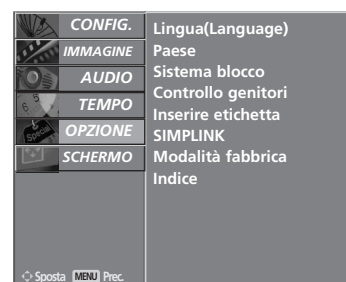 CONFIG.
IMMAGINE
AUDIO
TEMPO
OPZIONE
SCHERMO
Lingua(Language)
Paese
Sistema blocco
Controllo genitori
Inserire etichetta
SIMPLINK
Modalità fabbrica
Indice
Special
Sposta MENU Prec.